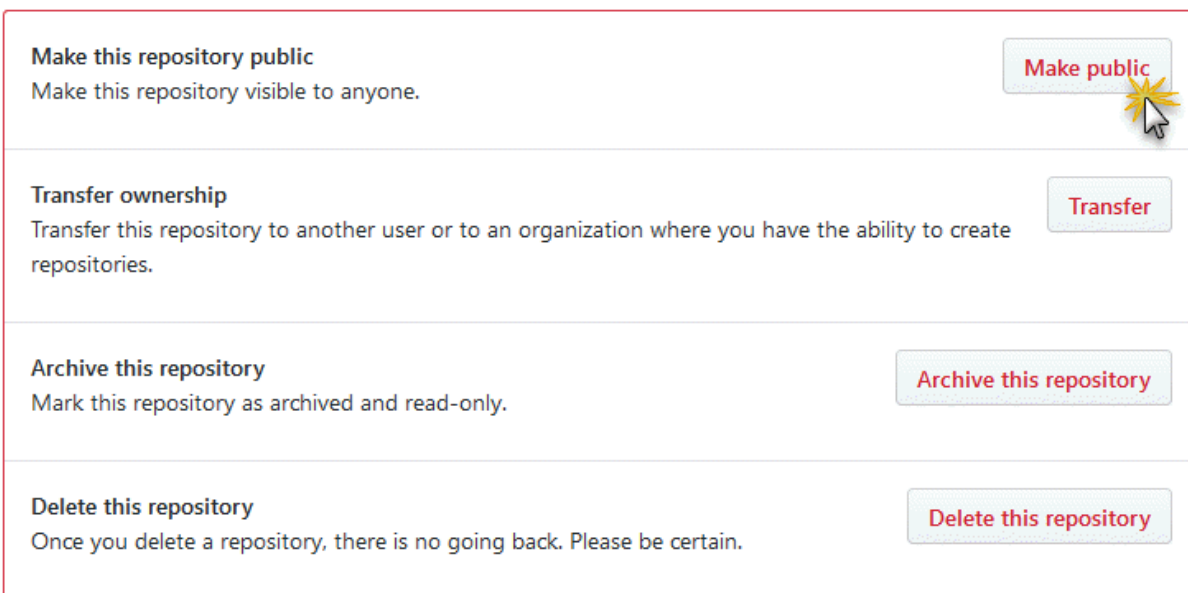 Make this repository public
Make this repository visible to anyone.
Make public
Transfer ownership
Transfer this repository to another user or to an organization where you have the ability to create
repositories.
Transfer
Archive this repository
Mark this repository as archived and read-only.
Archive this repository
Delete this repository
Once you delete a repository, there is no going back. Please be certain.
Delete this repository